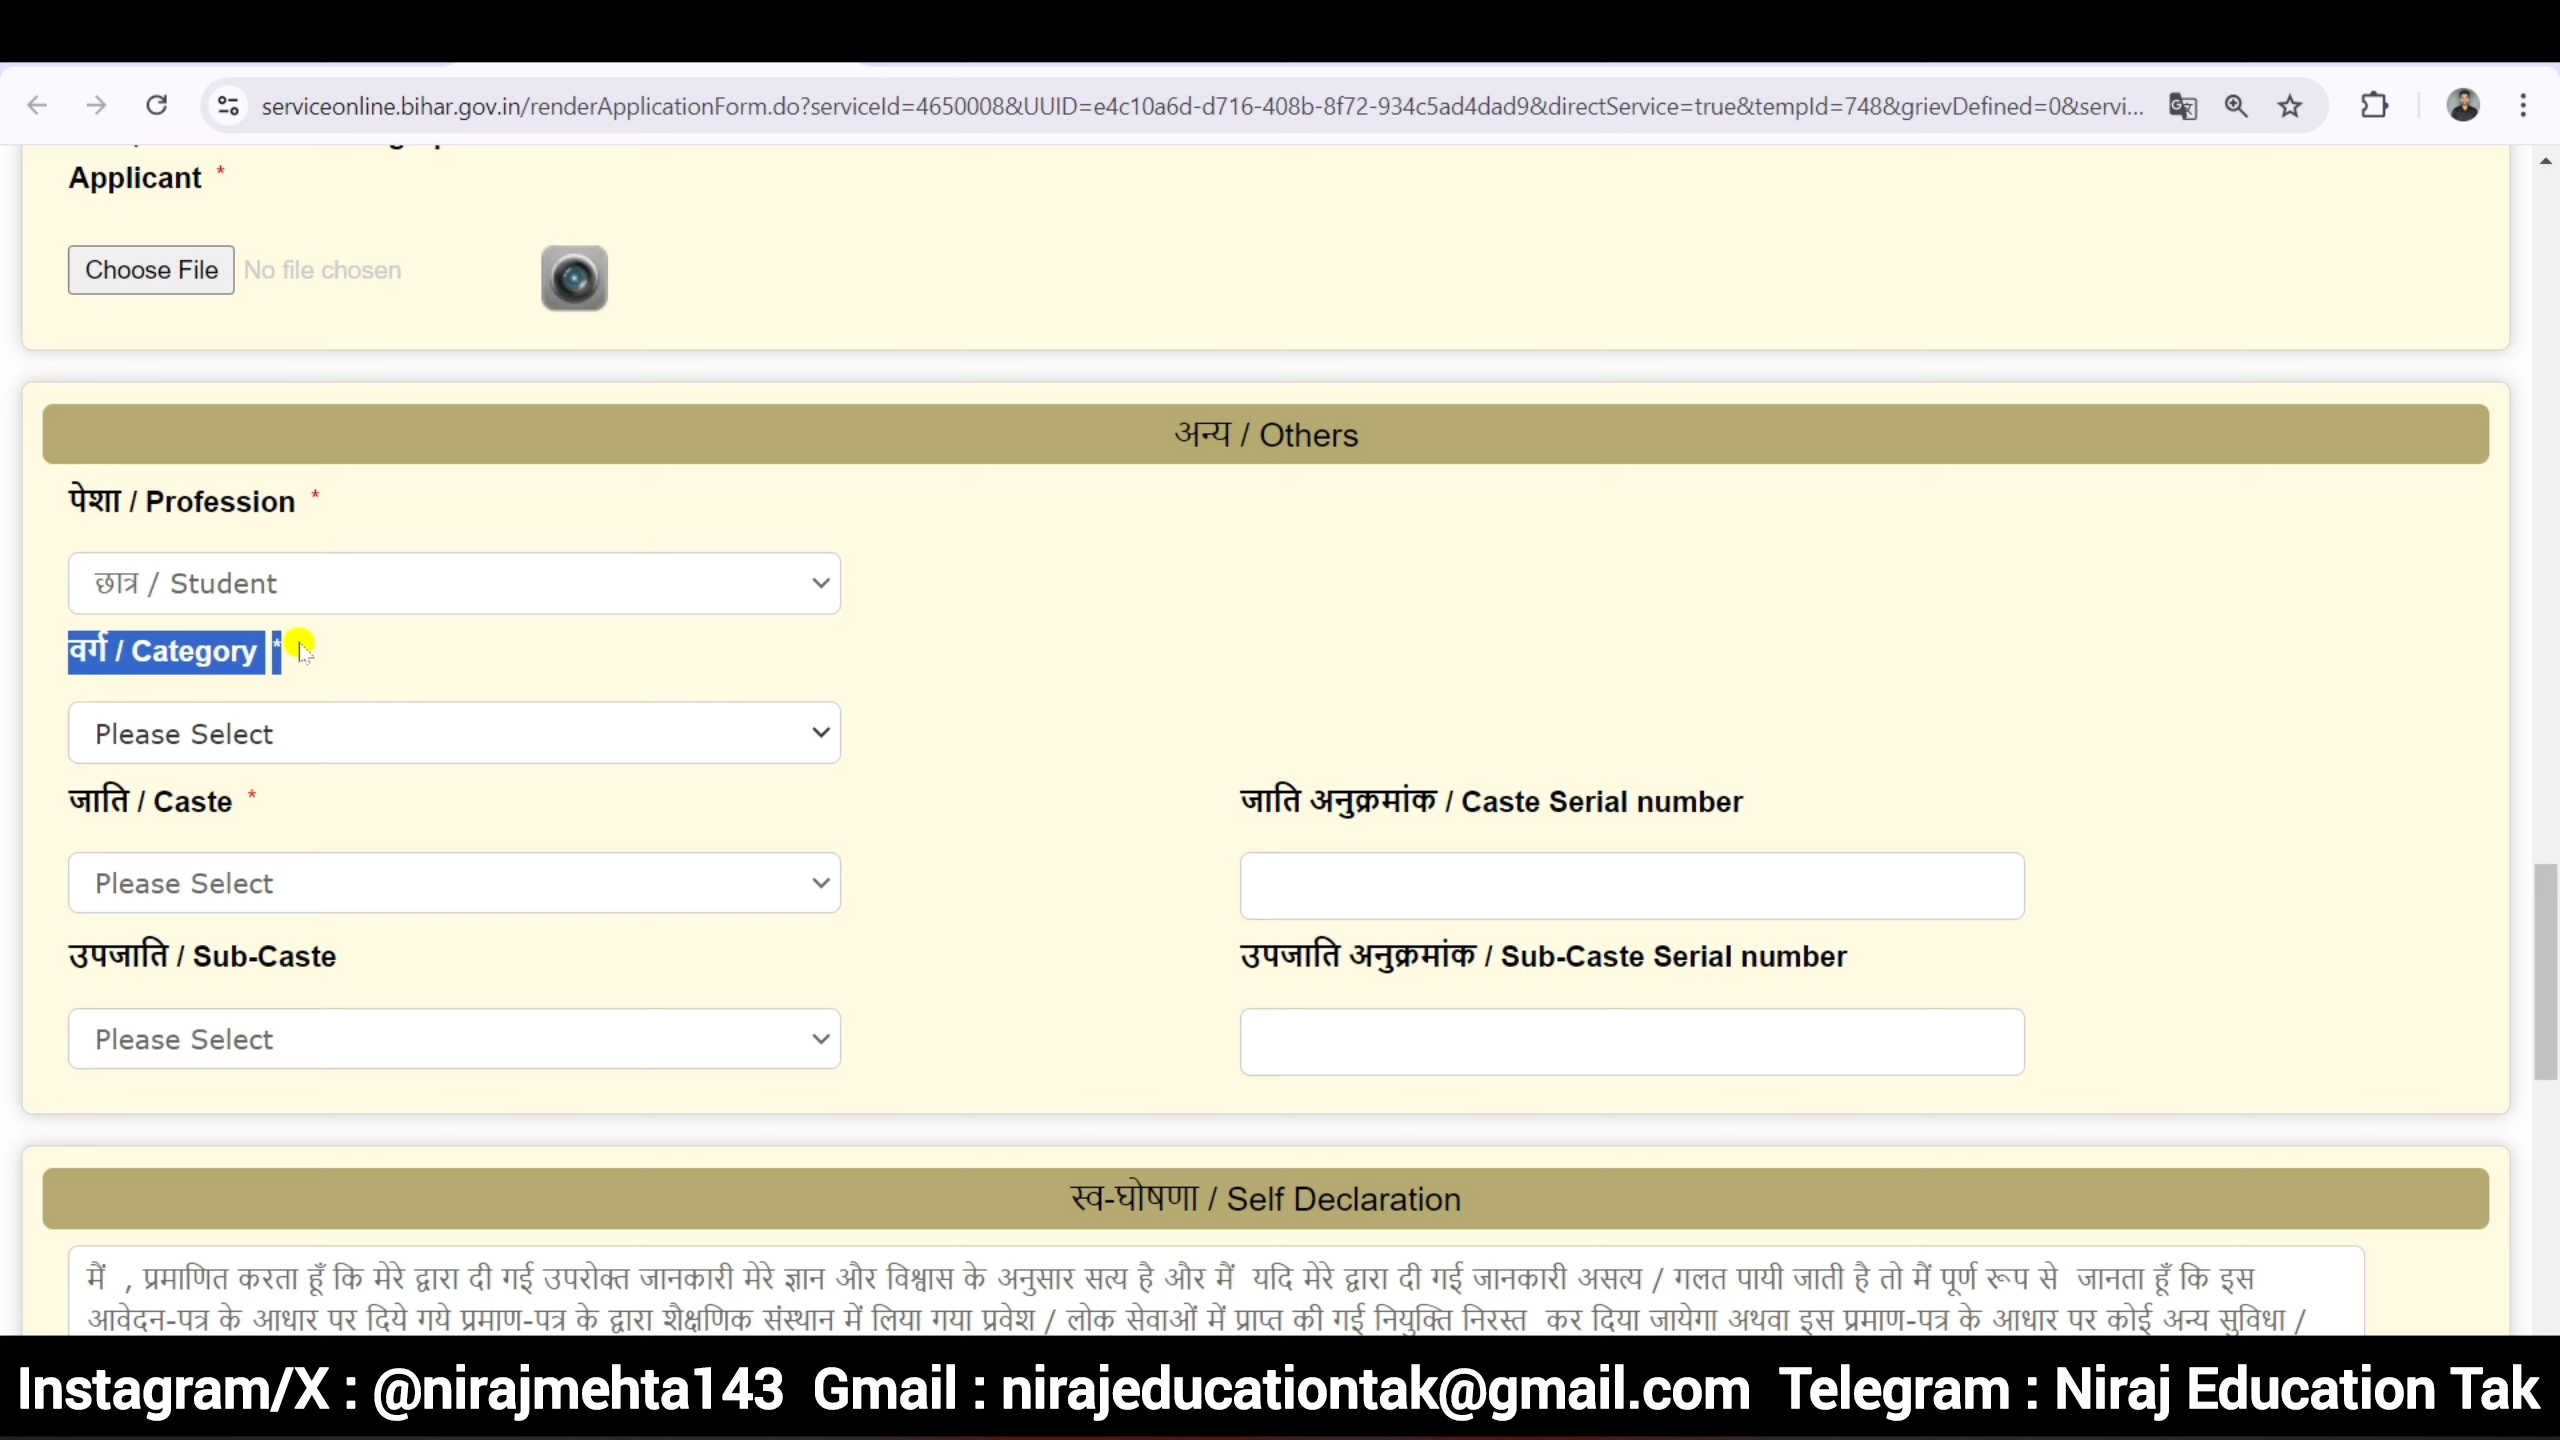 serviceonline.bihar.gov.in/renderApplicationForm.do?serviceId=4650008&UUID=e4c10a6d-d716-408b-8f72-934c5ad4dad9&directService=true&tempId=748&grievDefined=0&servi...
Applicant *
Choose File No file chosen
अन्य / Others
पेशा / Profession *
छात्र / Student
वर्ग / Category *
Please Select
जाति / Caste *
जाति अनुक्रमांक / Caste Serial number
Please Select
उपजाति / Sub-Caste
उपजाति अनुक्रमांक / Sub-Caste Serial number
Please Select
स्व-घोषणा / Self Declaration
मैं , प्रमाणित करता हूँ कि मेरे द्वारा दी गई उपरोक्त जानकारी मेरे ज्ञान और विश्वास के अनुसार सत्य है और मैं यदि मेरे द्वारा दी गई जानकारी असत्य / गलत पायी जाती है तो मैं पूर्ण रूप से जानता हूँ कि इस
आवेदन-पत्र के आधार पर दिये गये प्रमाण-पत्र के द्वारा शैक्षणिक संस्थान में लिया गया प्रवेश / लोक सेवाओं में प्राप्त की गई नियुक्ति निरस्त कर दिया जायेगा अथवा इस प्रमाण-पत्र के आधार पर कोई अन्य सुविधा /
Instagram/X : @nirajmehta143 Gmail : nirajeducationtak@gmail.com Telegram : Niraj Education Tak